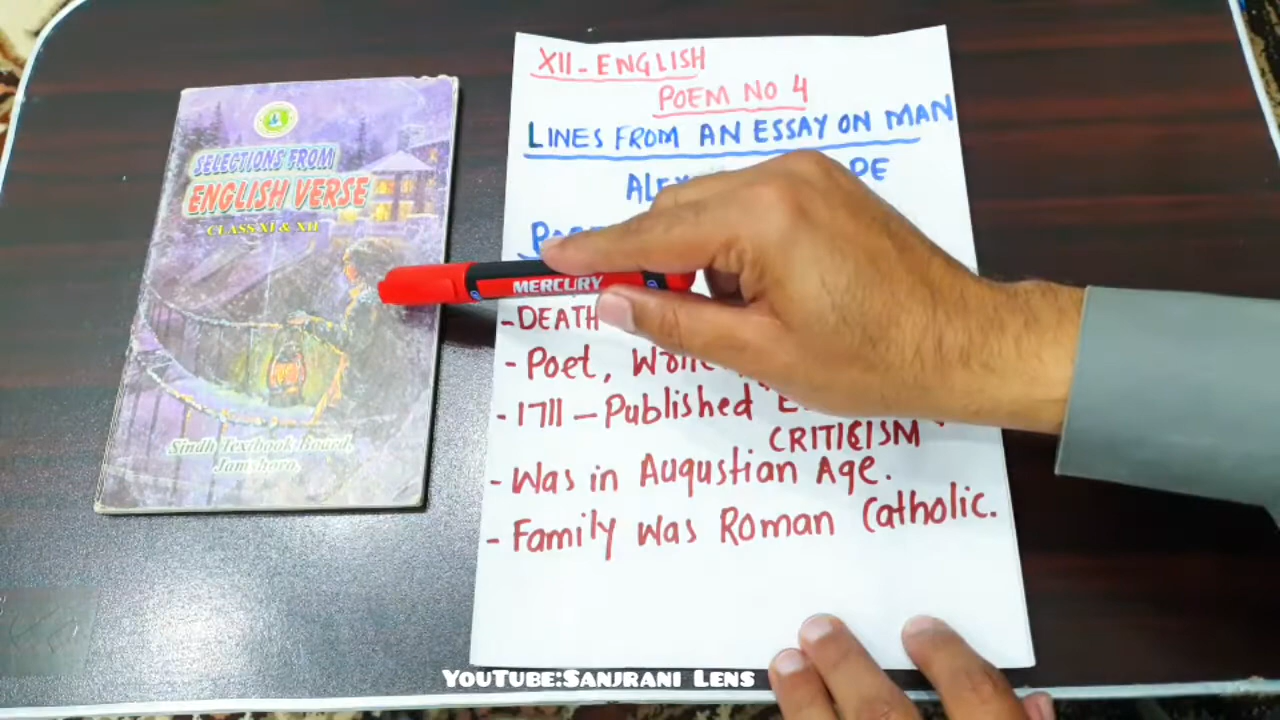 SELECTIONS FROM
ENGLISH VERSE
CLASS XI & XII
Sindh Textbook Board,
Jamshoro.
XII - ENGLISH
POEM NO 4
LINES FROM AN ESSAY ON MAN
MERCURY
- DEATH
- Poet,
- 1711 - Published
CRITICISM
- Was in Auqustian Age.
- Family was Roman Catholic.
YouTube:Sanjrani Lens